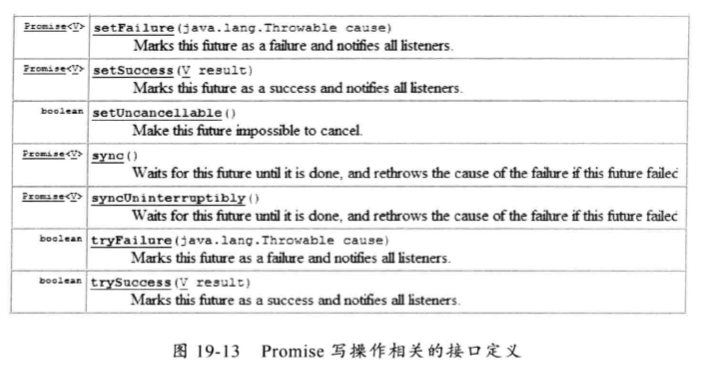 Promise<V> setFailure(java.lang.Throwable cause)
Marks this future as a failure and notifies all listeners.
Promise<V> setSuccess(V result)
Marks this future as a success and notifies all listeners.
boolean setUncancellable()
Make this future impossible to cancel.
Promise<V> sync()
Waits for this future until it is done, and rethrows the cause of the failure if this future failed
Promise<V> syncUninterruptibly()
Waits for this future until it is done, and rethrows the cause of the failure if this future failed
boolean tryFailure(java.lang.Throwable cause)
Marks this future as a failure and notifies all listeners.
boolean trySuccess(V result)
Marks this future as a success and notifies all listeners.
图 19-13 Promise 写操作相关的接口定义